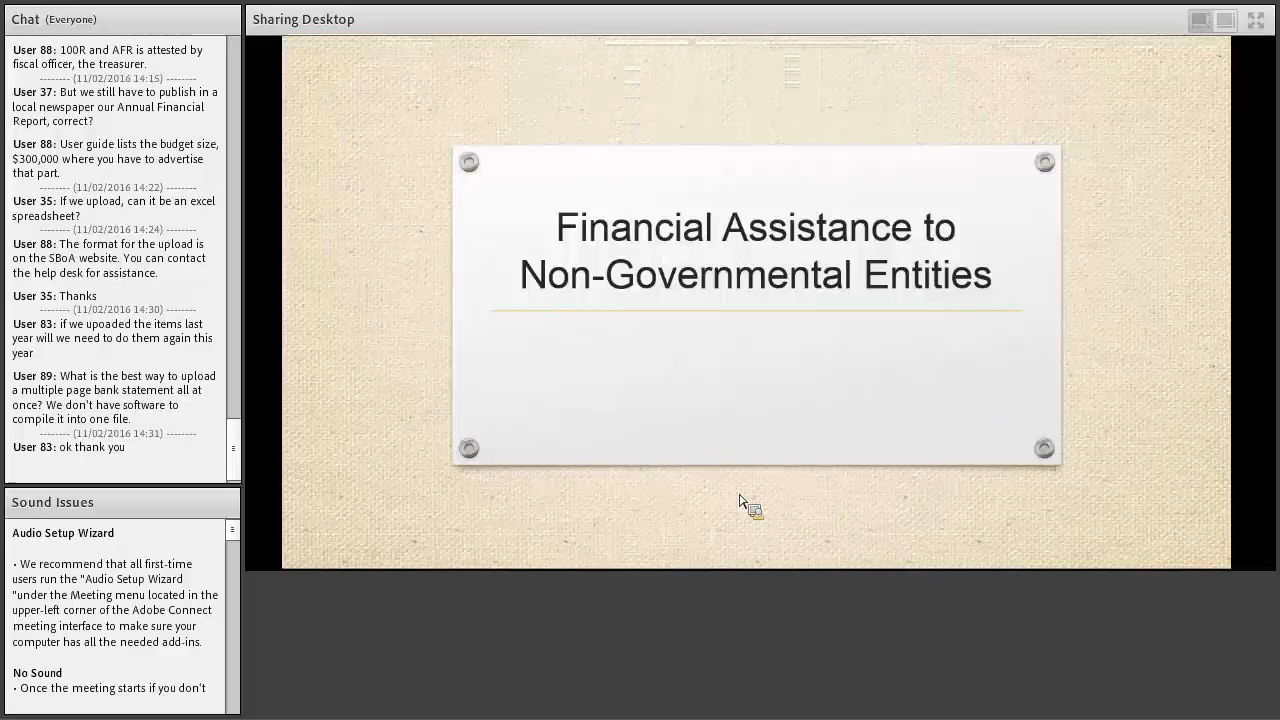 Chat (Everyone)
User 88: 100R and AFR is attested by
fiscal officer, the treasurer.
-------- (11/02/2016 14:15) --------
User 37: But we still have to publish in a
local newspaper our Annual Financial
Report, correct?
User 88: User guide lists the budget size,
$300,000 where you have to advertise
that part.
-------- (11/02/2016 14:22) --------
User 35: If we upload, can it be an excel
spreadsheet?
-------- (11/02/2016 14:24) --------
User 88: The format for the upload is
on the SBoA website. You can contact
the help desk for assistance.
User 35: Thanks
-------- (11/02/2016 14:30) --------
User 83: if we upoaded the items last
year will we need to do them again this
year
User 89: What is the best way to upload
a multiple page bank statement all at
once? We don't have software to
compile it into one file.
-------- (11/02/2016 14:31) --------
User 83: ok thank you
Sound Issues
Audio Setup Wizard
• We recommend that all first-time
users run the "Audio Setup Wizard
"under the Meeting menu located in the
upper-left corner of the Adobe Connect
meeting interface to make sure your
computer has all the needed add-ins.
No Sound
• Once the meeting starts if you don't
Sharing Desktop
Financial Assistance to
Non-Governmental Entities